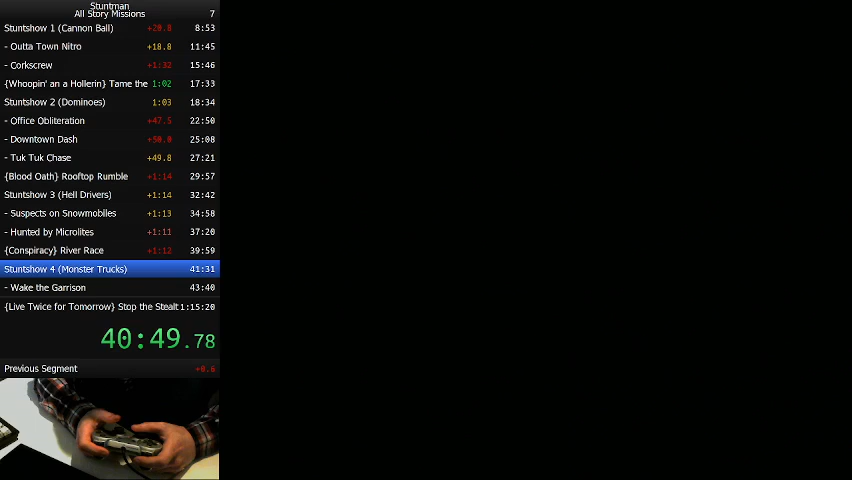 Stuntman
All Story Missions 7
Stuntshow 1 (Cannon Ball) +20.8 8:53
- Outta Town Nitro +18.8 11:45
- Corkscrew +1:32 15:46
{Whoopin' an a Hollerin} Tame the 1:02 17:33
Stuntshow 2 (Dominoes) 1:03 18:34
- Office Obliteration +47.5 22:50
- Downtown Dash +50.0 25:08
- Tuk Tuk Chase +49.8 27:21
{Blood Oath} Rooftop Rumble +1:14 29:57
Stuntshow 3 (Hell Drivers) +1:14 32:42
- Suspects on Snowmobiles +1:13 34:58
- Hunted by Microlites +1:11 37:20
{Conspiracy} River Race +1:12 39:59
Stuntshow 4 (Monster Trucks) 41:31
- Wake the Garrison 43:40
{Live Twice for Tomorrow} Stop the Stealt 1:15:20
40:49.78
Previous Segment +0.6